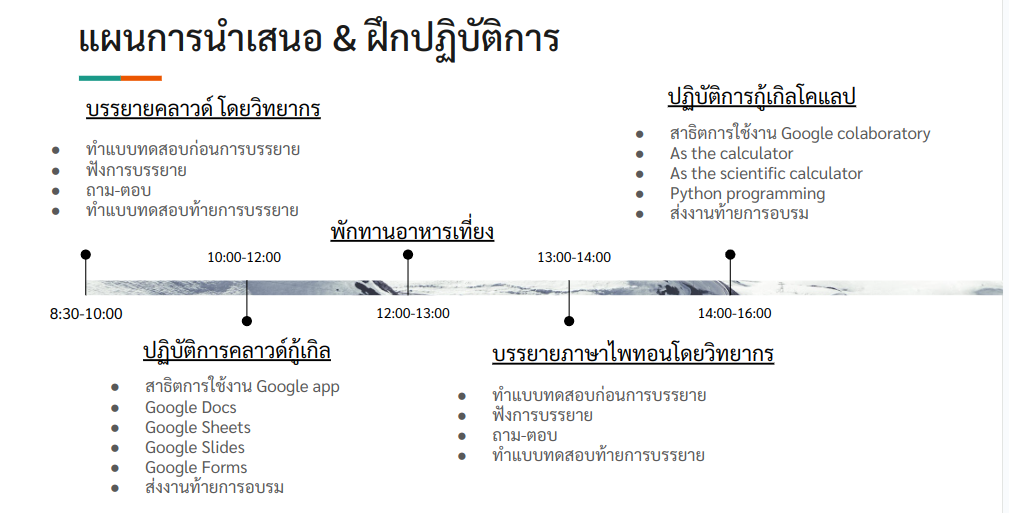 แผนการนำเสนอ & ฝึกปฏิบัติการ
บรรยายคลาวด์ โดยวิทยากร
● ทำแบบทดสอบก่อนการบรรยาย
● ฟังการบรรยาย
● ถาม-ตอบ
● ทำแบบทดสอบท้ายการบรรยาย
8:30-10:00
10:00-12:00
ปฏิบัติการคลาวด์กู้เกิล
● สาธิตการใช้งาน Google app
● Google Docs
● Google Sheets
● Google Slides
● Google Forms
● ส่งงานท้ายการอบรม
พักทานอาหารเที่ยง
12:00-13:00
13:00-14:00
บรรยายภาษาไพทอนโดยวิทยากร
● ทำแบบทดสอบก่อนการบรรยาย
● ฟังการบรรยาย
● ถาม-ตอบ
● ทำแบบทดสอบท้ายการบรรยาย
ปฏิบัติการกู้เกิลโคแลป
● สาธิตการใช้งาน Google colaboratory
● As the calculator
● As the scientific calculator
● Python programming
● ส่งงานท้ายการอบรม
14:00-16:00